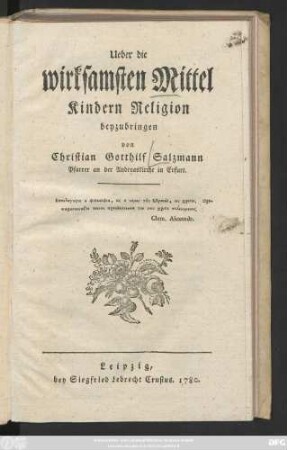 Ueber die
wirksamsten Mittel
Kindern Religion
beyzubringen
von
Christian Gotthilf Salzmann
Pfarrer an der Andreaskirche in Erfurt.
Clem. Alexandr.
Leipzig,
bey Siegfried Lebrecht Crusius. 1780.